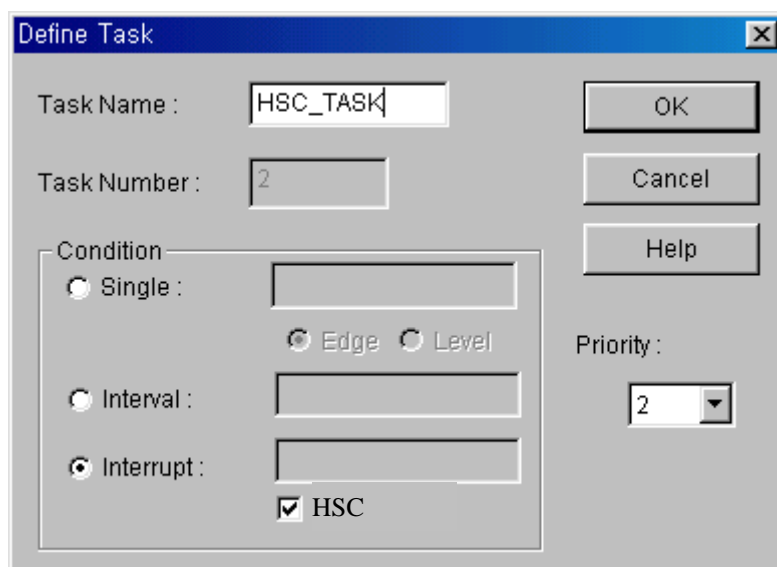 Define Task
Task Name :
HSC_TASK
OK
Task Number :
2
Cancel
Condition
Help
Single :
Edge
Level
Priority :
Interval :
2
Interrupt :
HSC